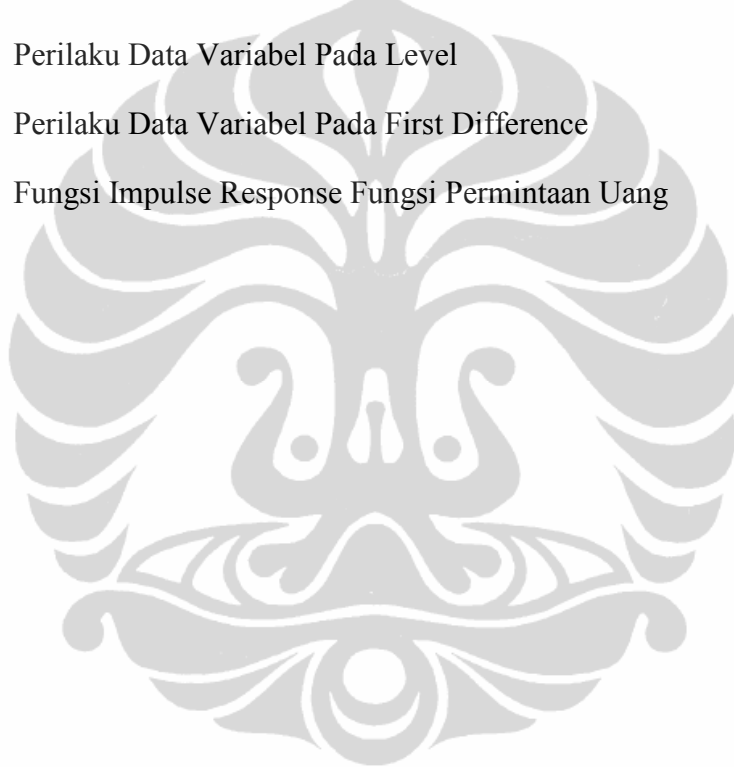 Perilaku Data Variabel Pada Level
Perilaku Data Variabel Pada First Difference
Fungsi Impulse Response Fungsi Permintaan Uang